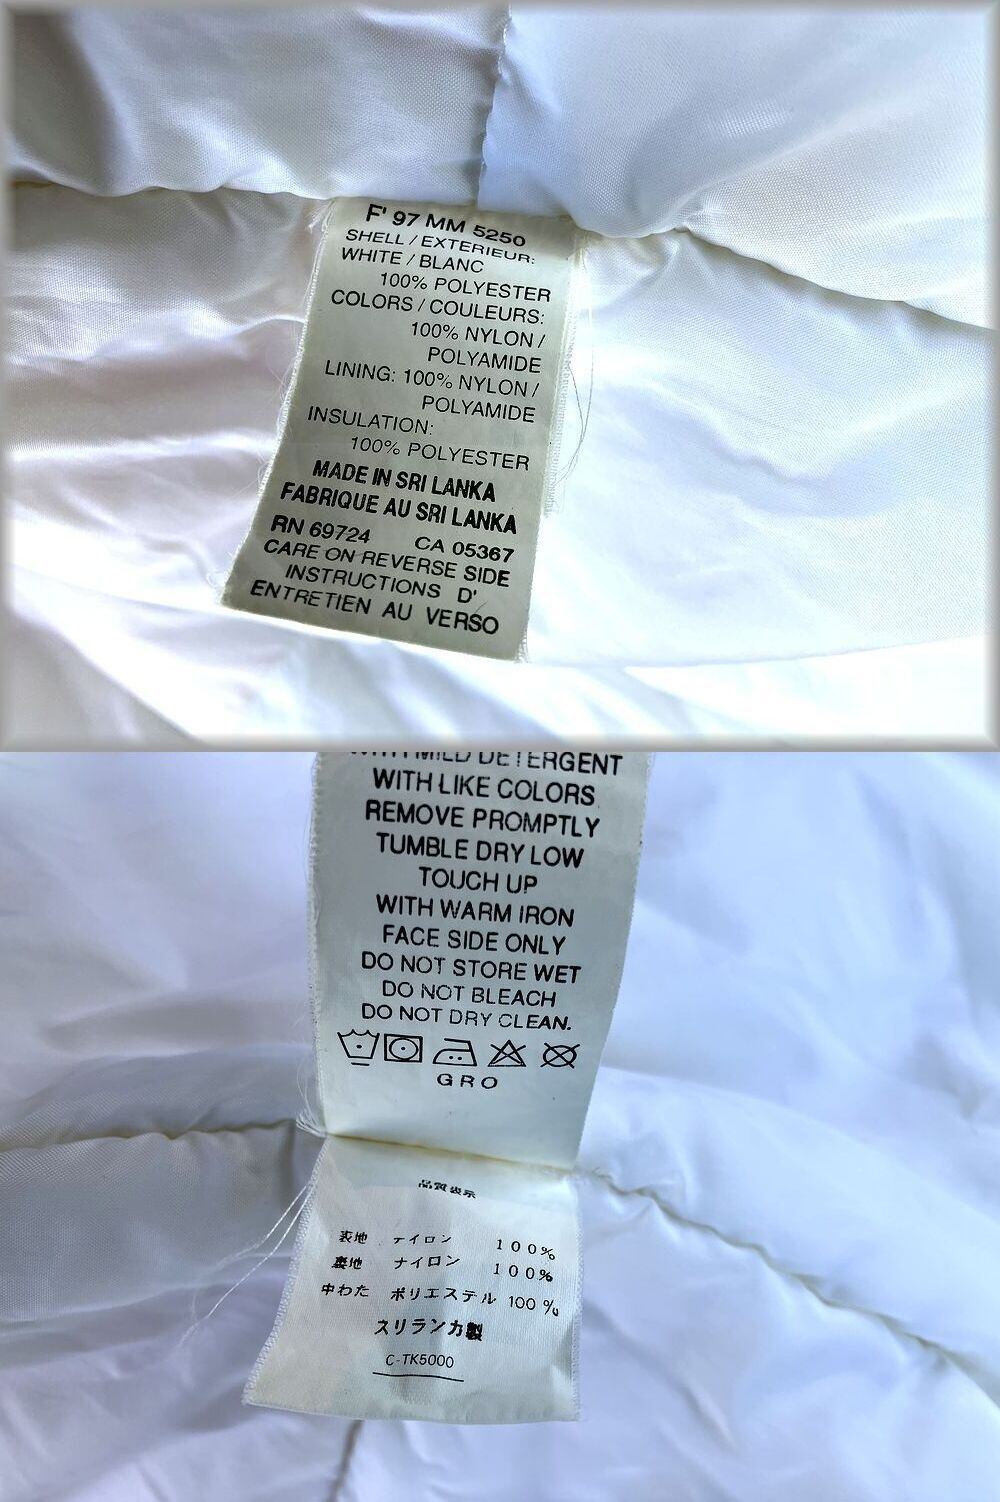 F' 97 MM 5250
SHELL / EXTERIEUR:
WHITE / BLANC
100% POLYESTER
COLORS / COULEURS:
100% NYLON /
POLYAMIDE
LINING: 100% NYLON /
POLYAMIDE
INSULATION:
100% POLYESTER
MADE IN SRI LANKA
FABRIQUE AU SRI LANKA
RN 69724 CA 05367
CARE ON REVERSE SIDE
INSTRUCTIONS D'
ENTRETIEN AU VERSO
WITH MILD DETERGENT
WITH LIKE COLORS
REMOVE PROMPTLY
TUMBLE DRY LOW
TOUCH UP
WITH WARM IRON
FACE SIDE ONLY
DO NOT STORE WET
DO NOT BLEACH
DO NOT DRY CLEAN.
GRO
品質表示
表地 ナイロン 100%
裏地 ナイロン 100%
中わた ポリエステル 100%
スリランカ製
C-TK5000